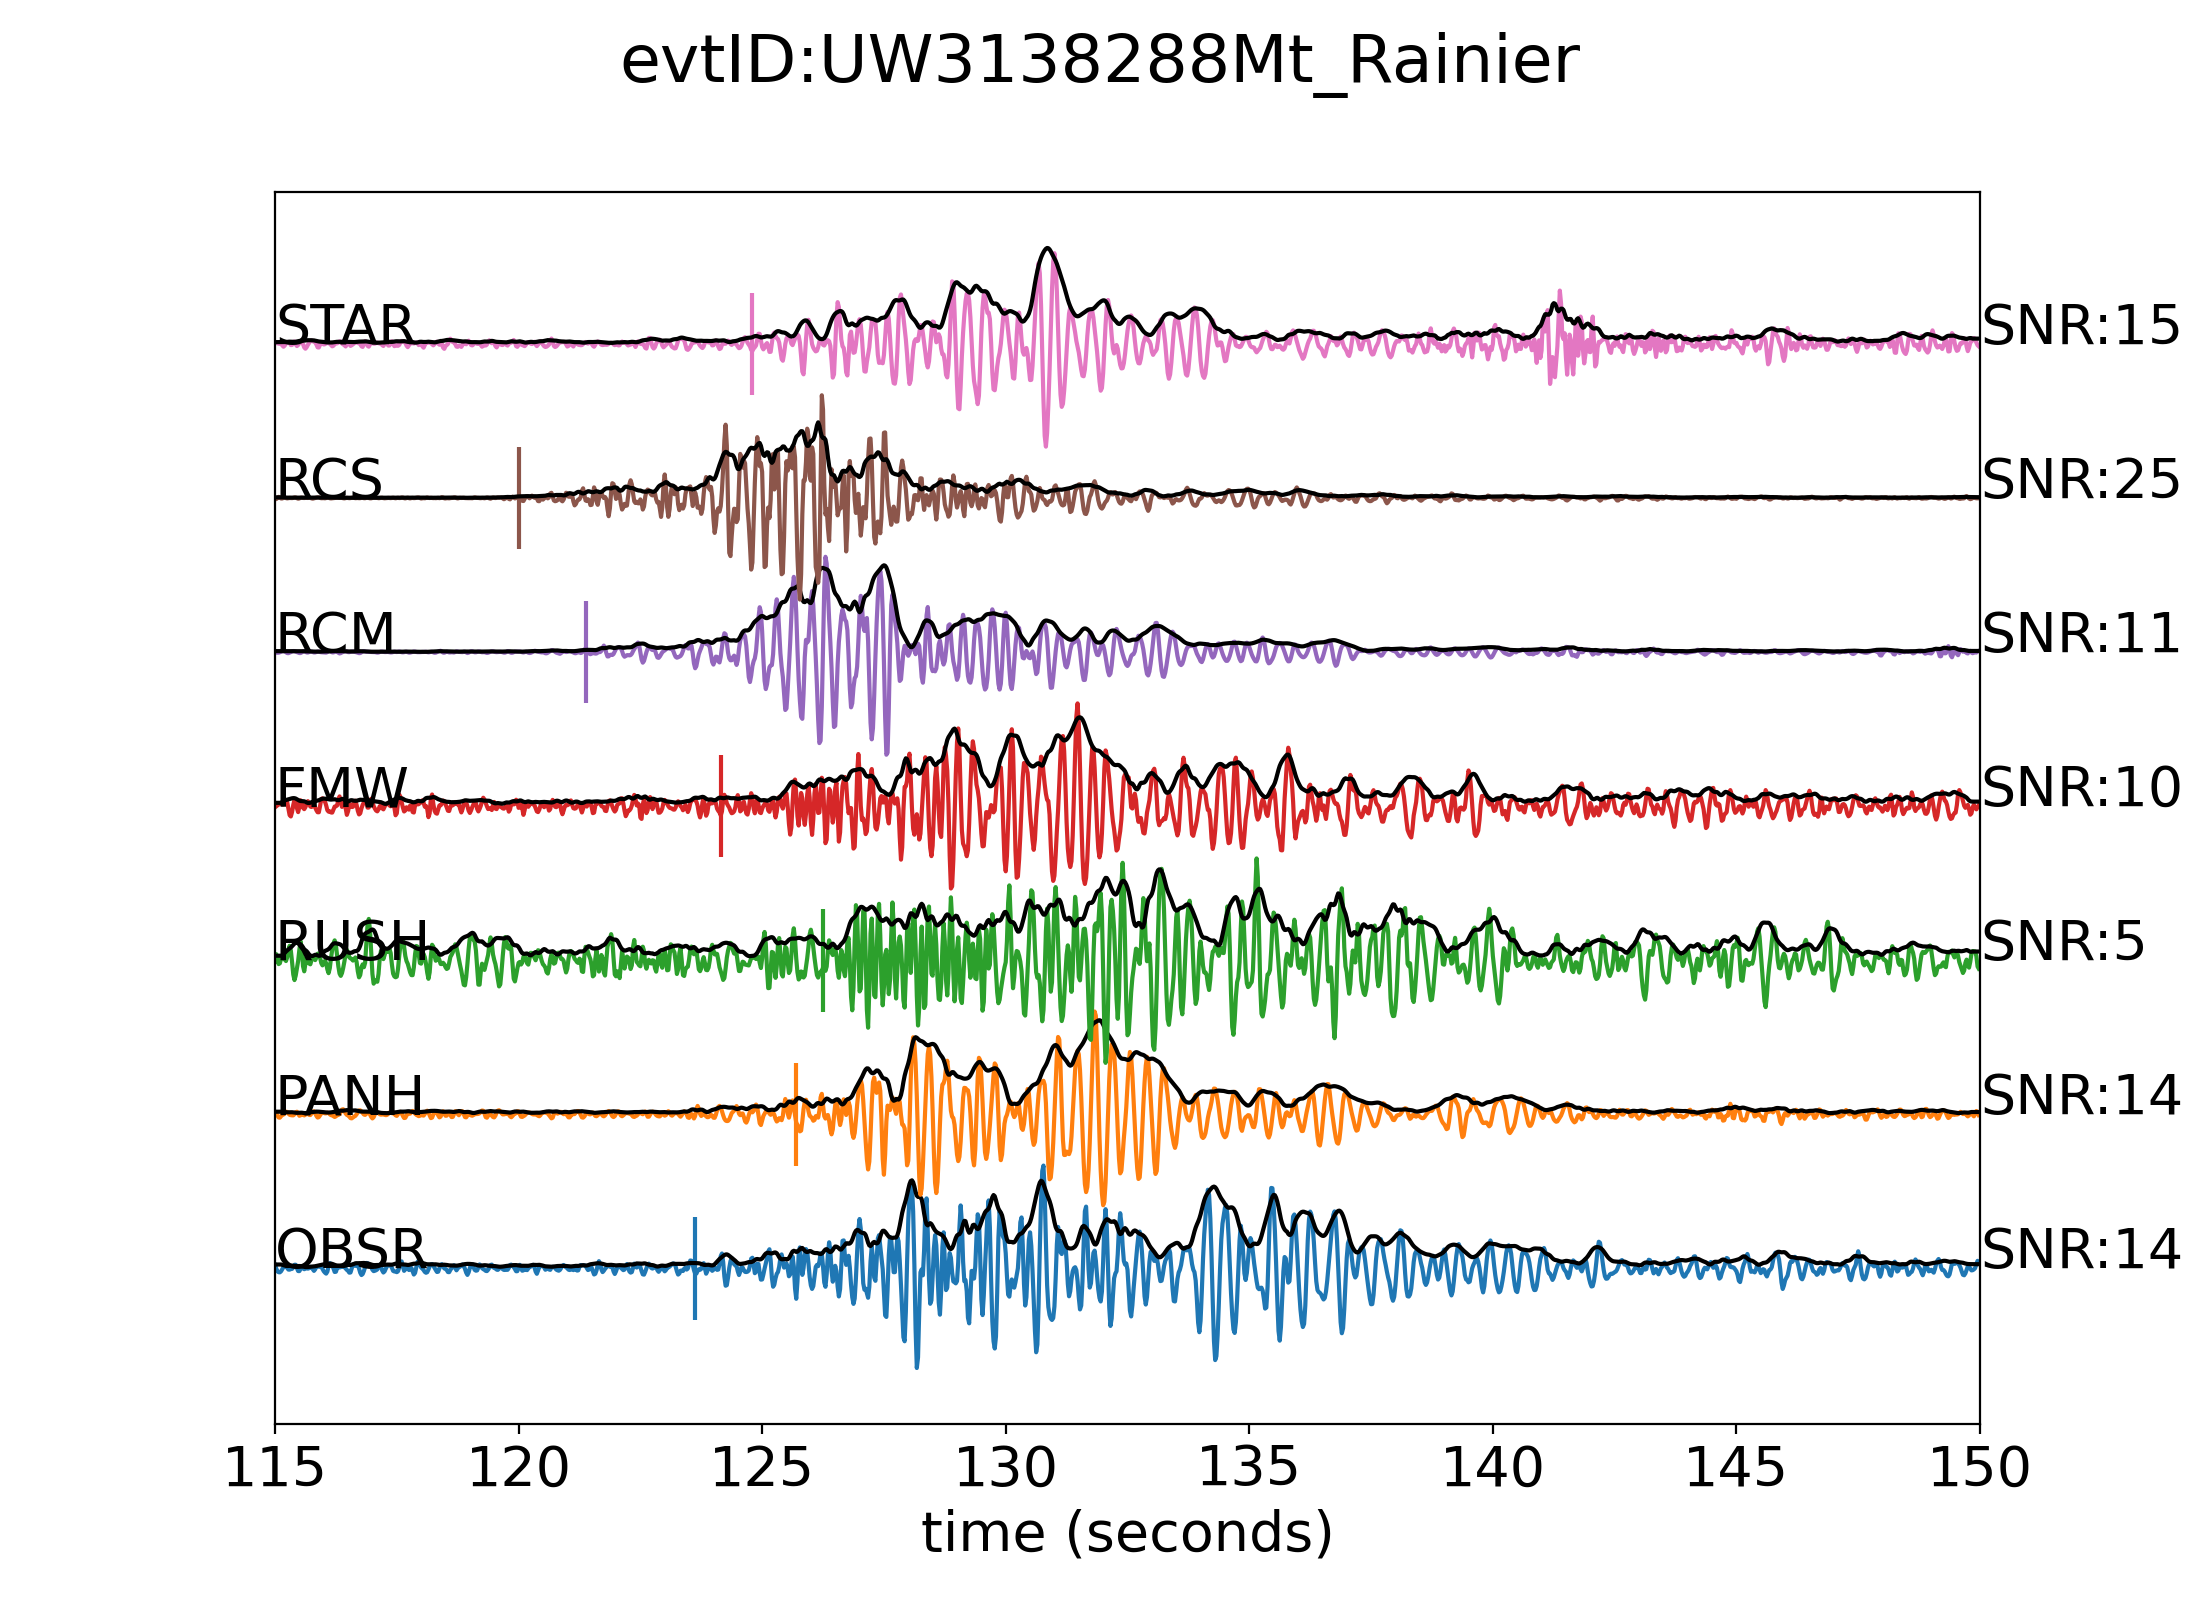 evtID:UW3138288Mt_Rainier
STAR SNR:15
RCS SNR:25
RCM SNR:11
FMW SNR:10
RUSH SNR:5
PANH SNR:14
OBSR SNR:14
115 120 125 130 135 140 145 150
time (seconds)